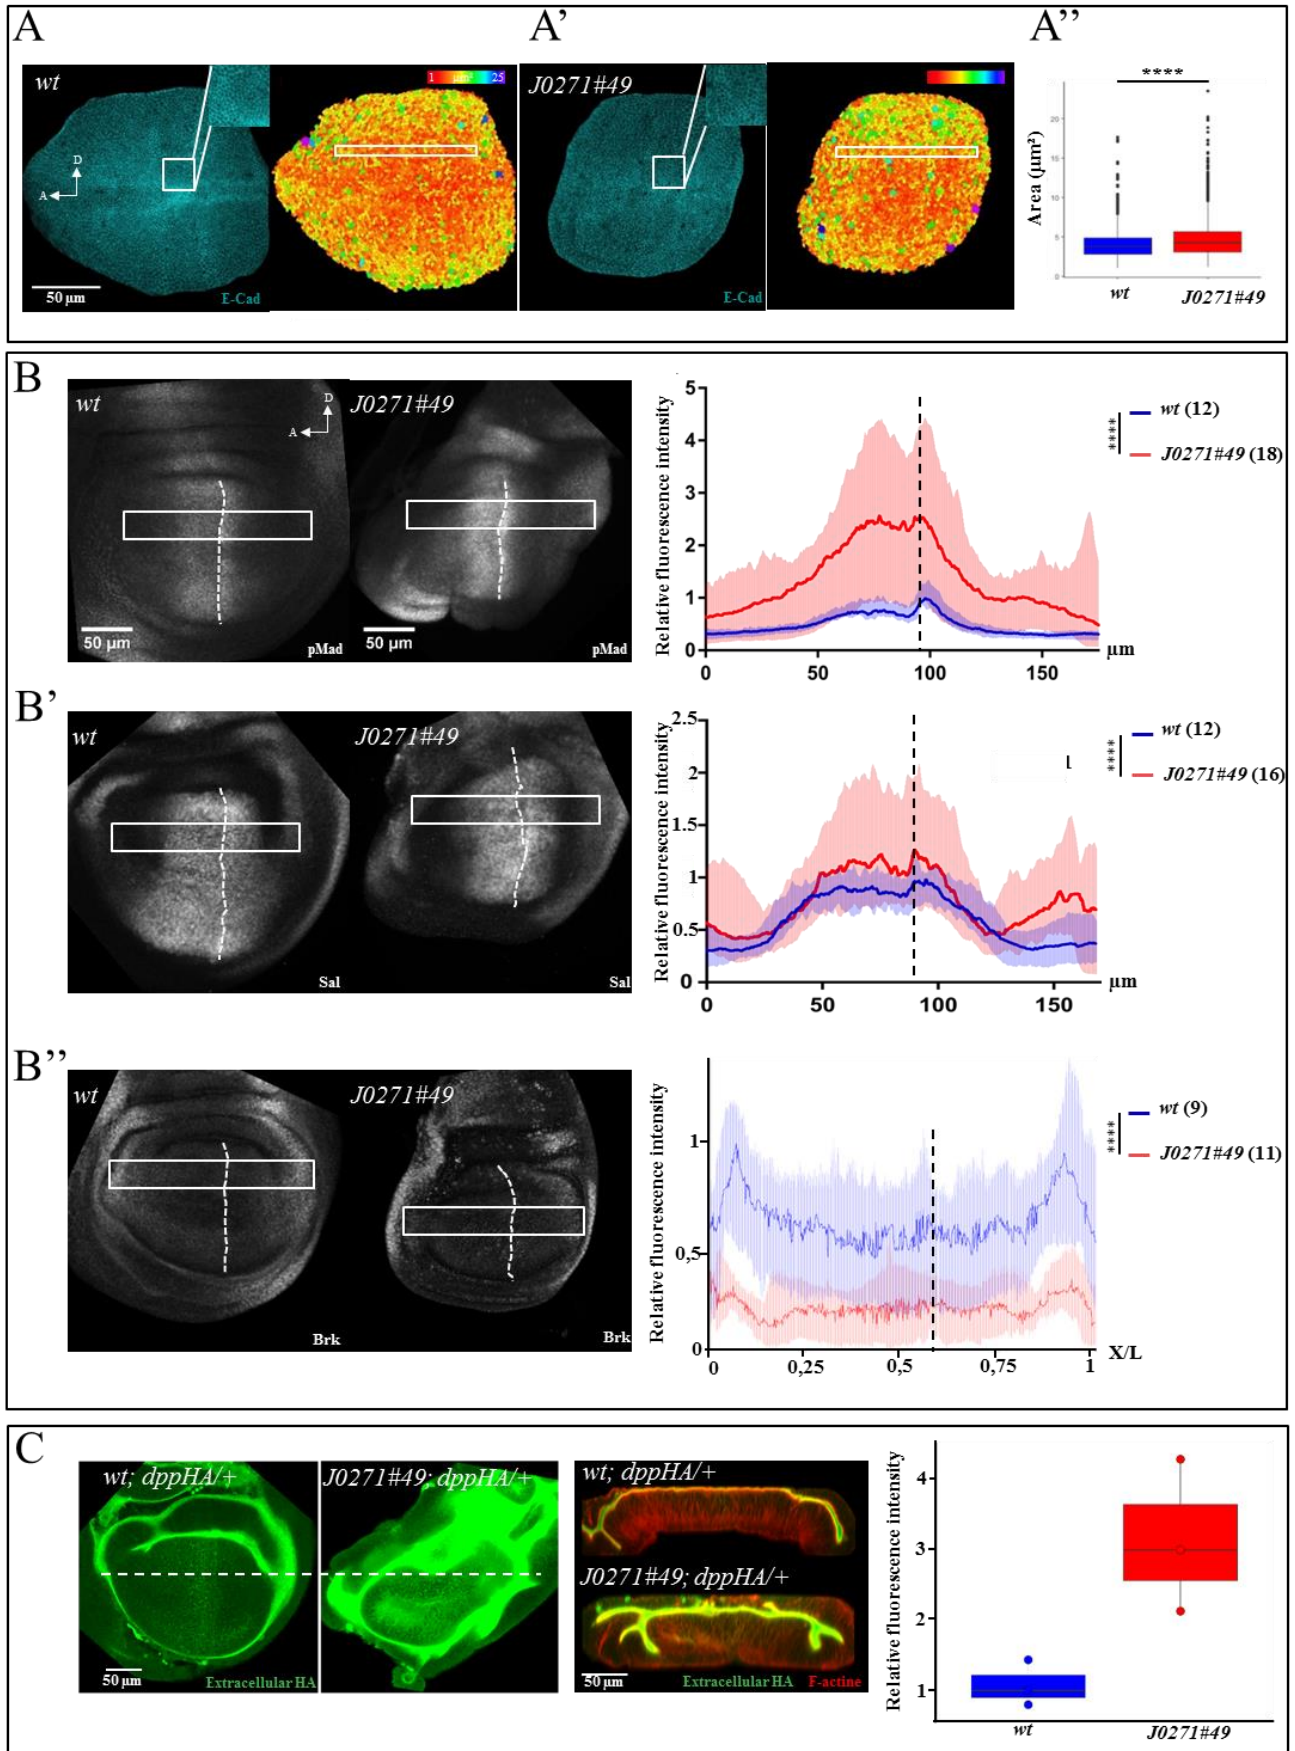 A
A’
A’’
wt
1 µm² 25
J0271#49
****
D
A
50 µm
E-Cad
E-Cad
Area (µm²)
20
15
10
5
0
wt
J0271#49
B
wt
D
A
J0271#49
50 µm
pMad
50 µm
pMad
Relative fluorescence intensity
5
4
3
2
1
0
0
50
100
150
µm
****
wt (12)
J0271#49 (18)
B’
wt
J0271#49
Sal
Sal
Relative fluorescence intensity
2.5
2
1.5
1
0.5
0
0
50
100
150
µm
****
wt (12)
J0271#49 (16)
B’’
wt
J0271#49
Brk
Brk
Relative fluorescence intensity
1
0,5
0
0
0,25
0,5
0,75
1
X/L
****
wt (9)
J0271#49 (11)
C
wt; dppHA/+
J0271#49; dppHA/+
wt; dppHA/+
J0271#49; dppHA/+
50 µm
Extracellular HA
50 µm
Extracellular HA
F-actine
Relative fluorescence intensity
4
3
2
1
wt
J0271#49